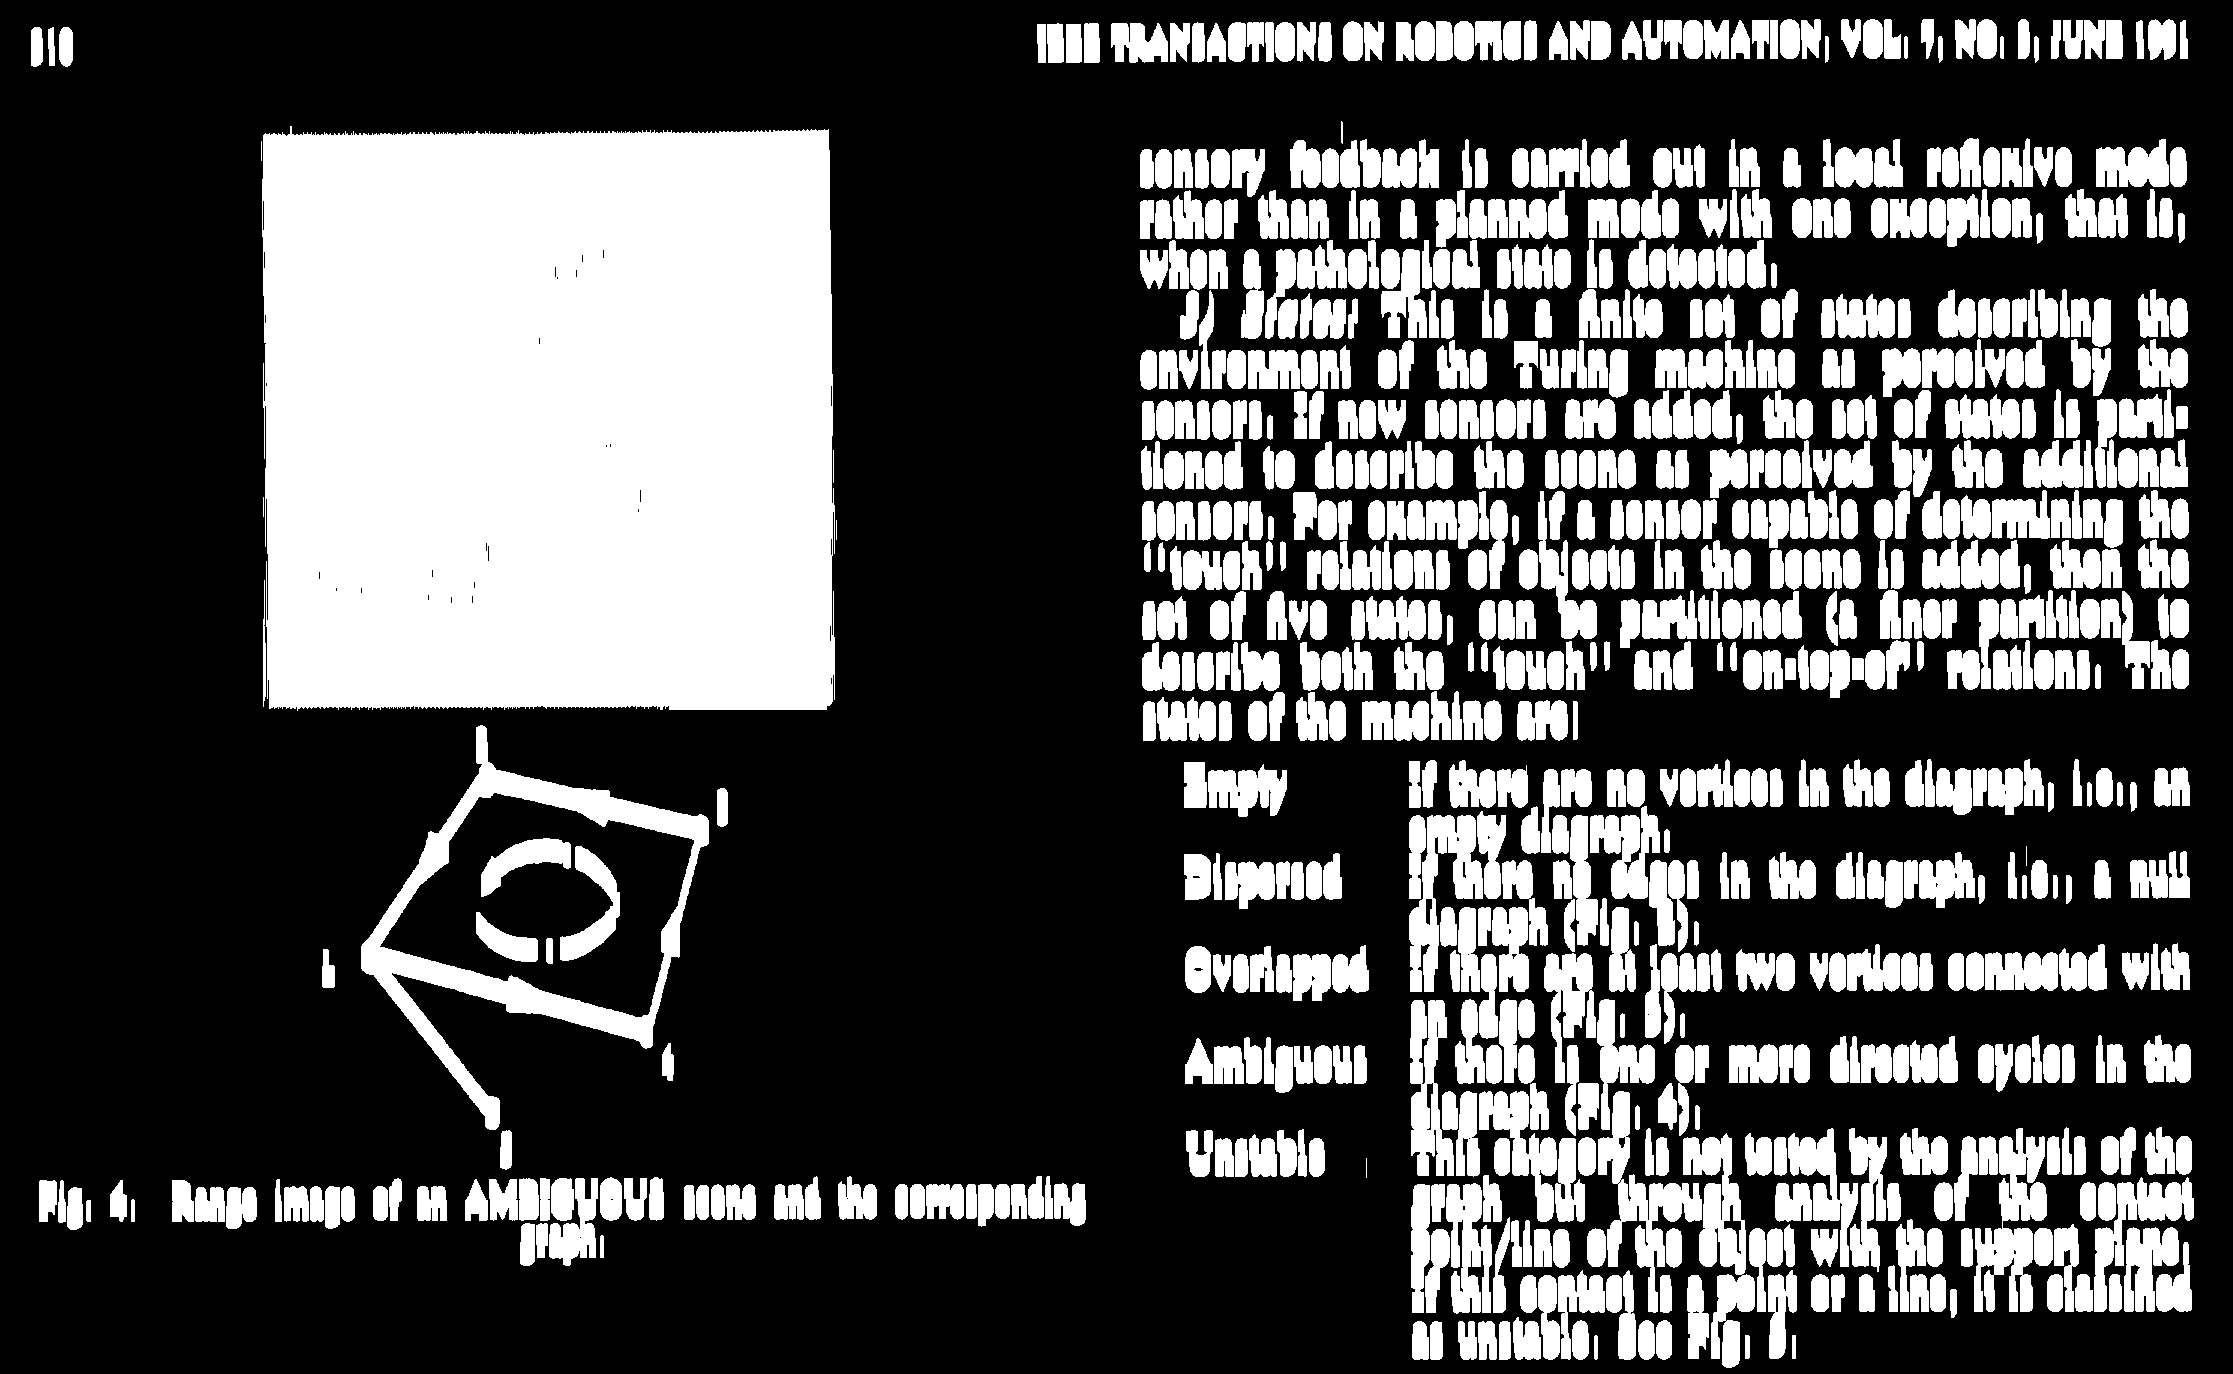 IEEE TRANSACTIONS ON ROBOTICS AND AUTOMATION, VOL. 7, NO. 3, JUNE 1991
Fig. 4. Range image of an AMBIGUOUS scene and the corresponding
graph.
sensory feedback is carried out in a local reflexive mode
rather than in a planned mode with one exception, that is,
when a pathological state is detected.
3) States: This is a finite set of states describing the
environment of the Turing machine as perceived by the
sensors. If new sensors are added, the set of states is parti-
tioned to describe the scene as perceived by the additional
sensors. For example, if a sensor capable of determining the
"touch" relations of objects in the scene is added, then the
set of five states, can be partitioned (a finer partition) to
describe both the "touch" and "on-top-of" relations. The
states of the machine are:
Empty If there are no vertices in the diagraph, i.e., an
empty diagraph.
Dispersed If there no edges in the diagraph, i.e., a null
diagraph (Fig.
Overlapped If there are at least two vertices connected with
an edge (Fig.
Ambiguous If there is one or more directed cycles in the
diagraph (Fig. 4).
Unstable This category is not tested by the analysis of the
graph but through analysis of the contact
point/line of the object with the support plane.
If this contact is a point or a line, it is classified
as unstable. See Fig.